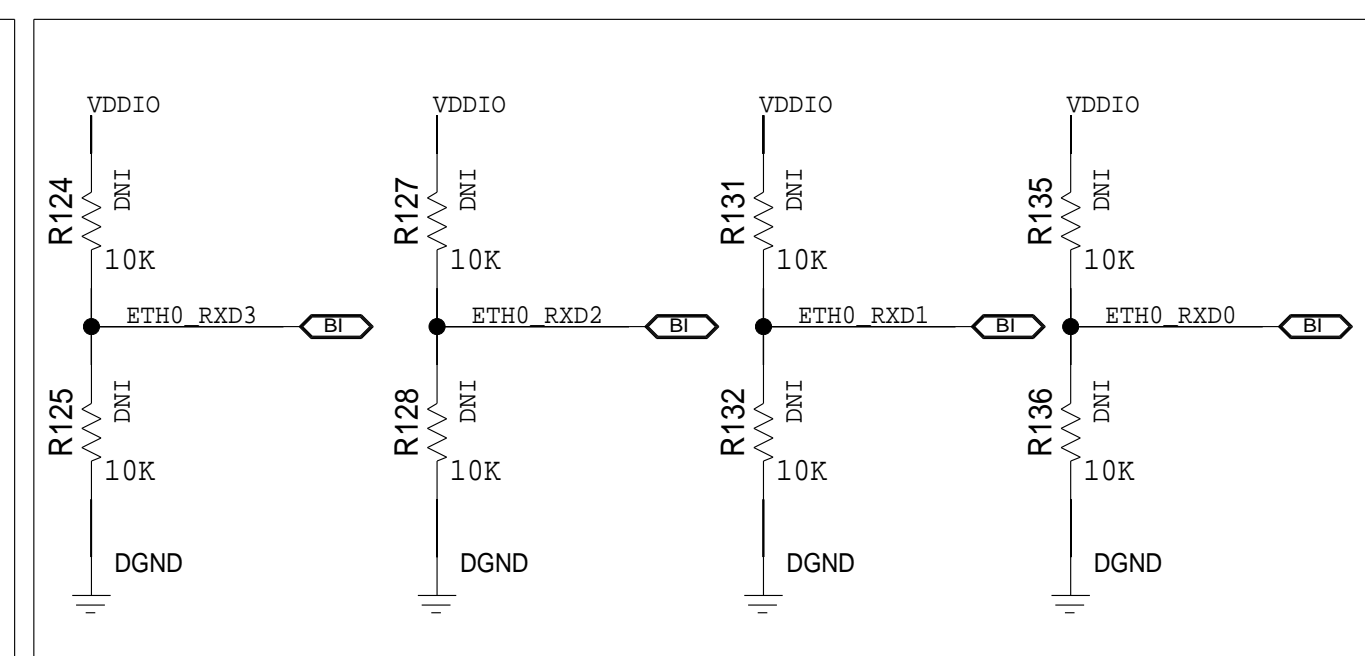 VDDIO VDDIO VDDIO VDDIO
R124 DNI R127 DNI R131 DNI R135 DNI
10K 10K 10K 10K
ETH0_RXD3 BI ETH0_RXD2 BI ETH0_RXD1 BI ETH0_RXD0 BI
R125 DNI R128 DNI R132 DNI R136 DNI
10K 10K 10K 10K
DGND DGND DGND DGND